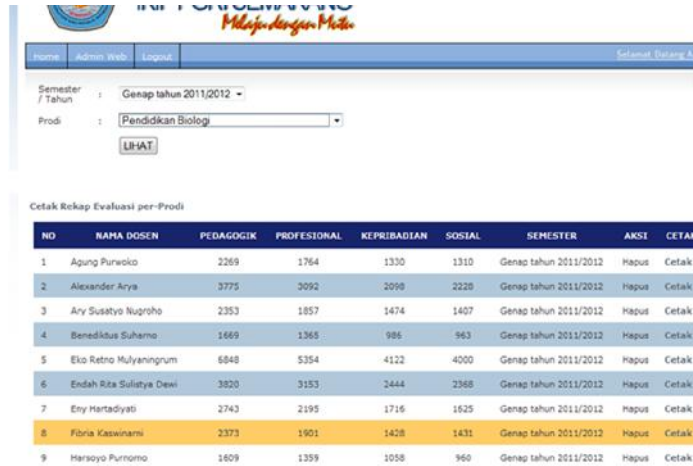 IKIP PGRI SEMARANG
Melaju dengan Mutu
Home Admin Web Logout Selamat Datang A
Semester / Tahun : Genap tahun 2011/2012
Prodi : Pendidikan Biologi
LIHAT
Cetak Rekap Evaluasi per-Prodi
NO NAMA DOSEN PEDAGOGIK PROFESIONAL KEPRIBADIAN SOSIAL SEMESTER AKSI CETAK
1 Agung Purwoko 2269 1764 1330 1310 Genap tahun 2011/2012 Hapus Cetak
2 Alexander Arya 3775 3092 2098 2228 Genap tahun 2011/2012 Hapus Cetak
3 Ary Susatyo Nugroho 2353 1857 1474 1407 Genap tahun 2011/2012 Hapus Cetak
4 Benediktus Suharno 1669 1365 986 963 Genap tahun 2011/2012 Hapus Cetak
5 Eko Retno Mulyaningrum 6848 5354 4122 4000 Genap tahun 2011/2012 Hapus Cetak
6 Endah Rita Sulistya Dewi 3820 3153 2444 2368 Genap tahun 2011/2012 Hapus Cetak
7 Eny Hartadiyati 2743 2195 1716 1625 Genap tahun 2011/2012 Hapus Cetak
8 Fibria Kaswinarni 2373 1901 1428 1431 Genap tahun 2011/2012 Hapus Cetak
9 Harsoyo Purnomo 1609 1359 1058 960 Genap tahun 2011/2012 Hapus Cetak